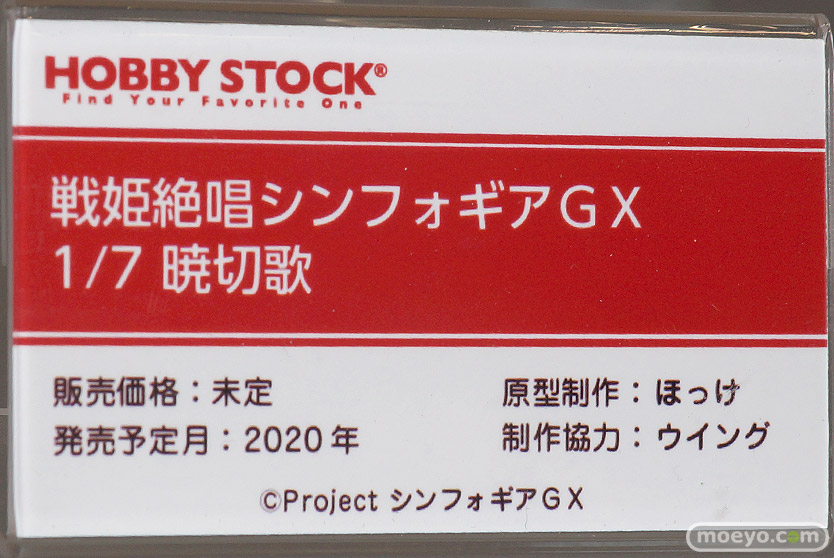 HOBBY STOCK®
Find Your Favorite One
戦姫絶唱シンフォギアGX
1/7 暁切歌
販売価格：未定
原型制作：ほっけ
発売予定月：2020年
制作協力：ウイング
©Project シンフォギアGX
moeyo.com